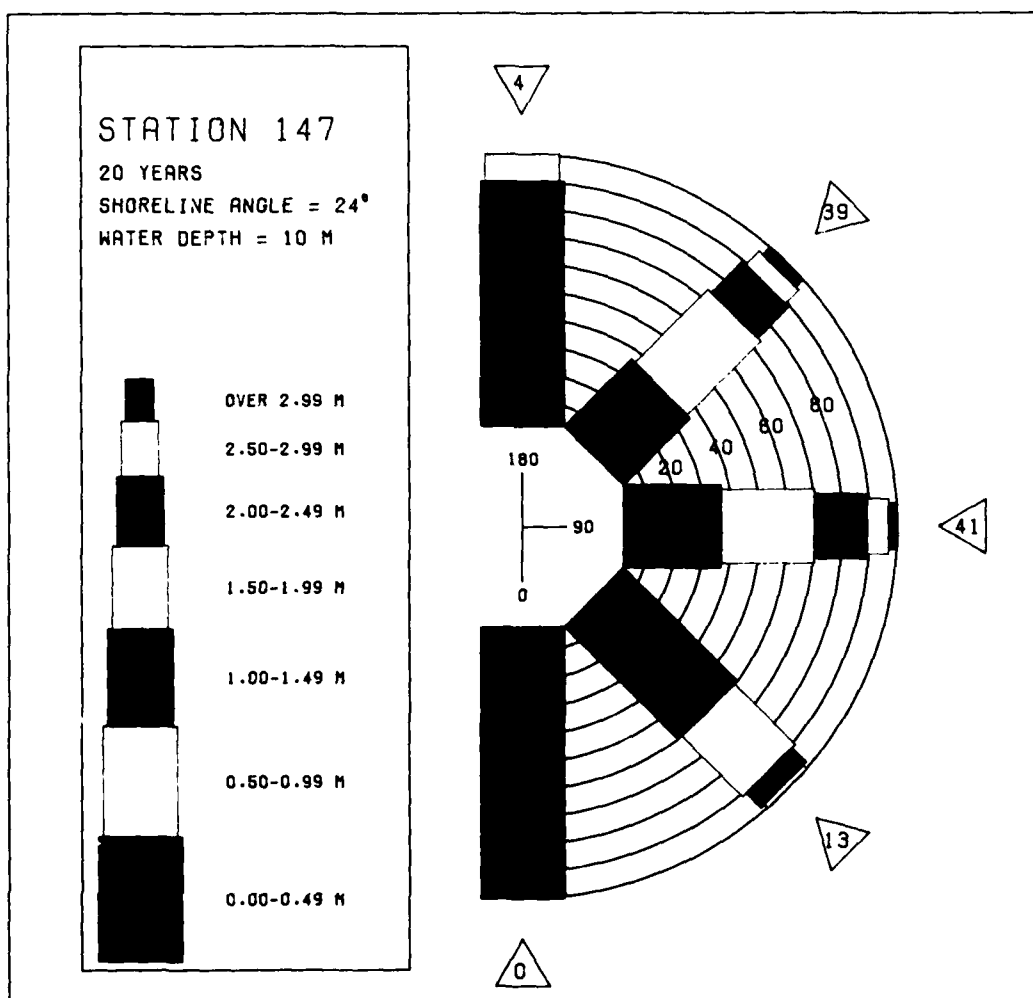 STATION 147
20 YEARS
SHORELINE ANGLE = 24°
WATER DEPTH = 10 M
OVER 2.99 M
2.50-2.99 M
2.00-2.49 M
1.50-1.99 M
1.00-1.49 M
0.50-0.99 M
0.00-0.49 M
4
39
80
60
40
20
180
90
0
41
13
0